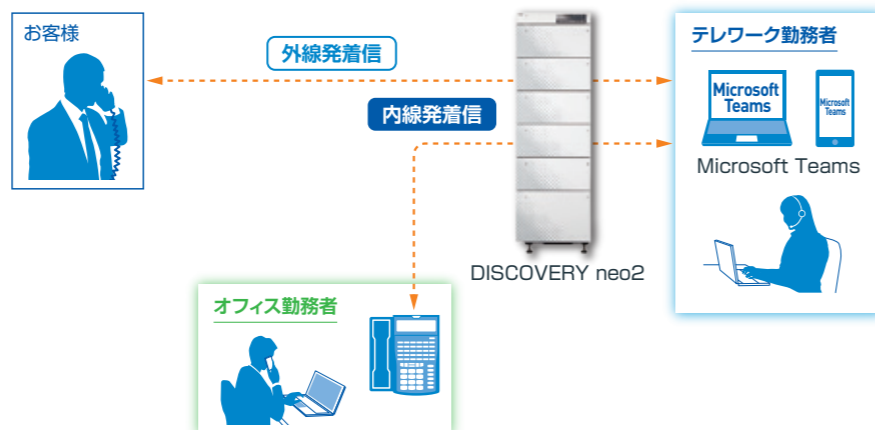 お客様
外線発着信
内線発着信
DISCOVERY neo2
テレワーク勤務者
Microsoft
Teams
Microsoft
Teams
Microsoft Teams
オフィス勤務者